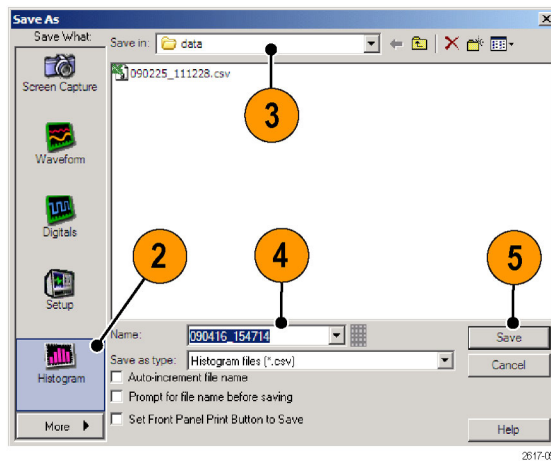 Save As
Save What:
Save in: data
Screen Capture
090225_111228.csv
3
Waveform
Digitals
2
4
5
Setup
Name: 090416_154714
Save
Save as type: Histogram files (*.csv)
Cancel
Histogram
Auto-increment file name
Prompt for file name before saving
Set Front Panel Print Button to Save
More
Help